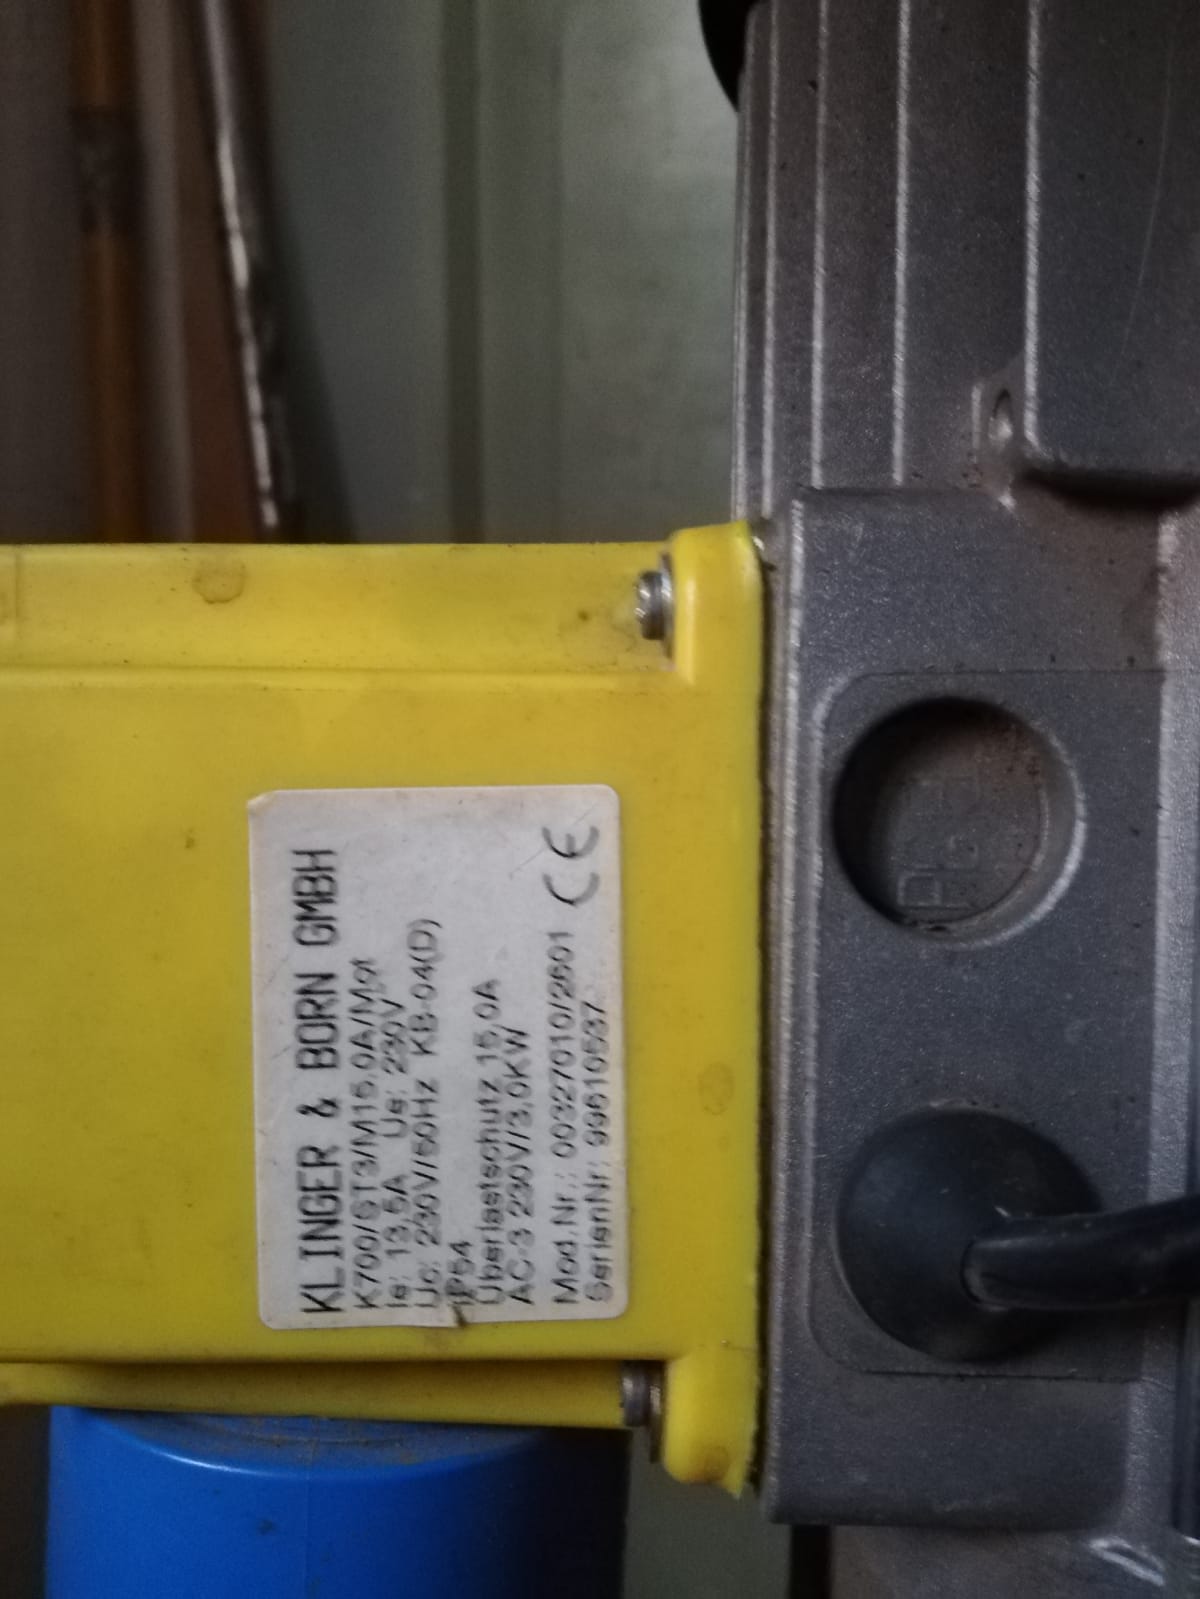 KLINGER & BORN GMBH
K700/ST3/M15,0A/Mot
Ie: 13,5A Ue: 230V
Uc: 230V/50Hz KB-04(D)
IP54
Überlastschutz 15,0A
AC-3 230V/3,0KW
Mod.Nr.: 00327010/2601 CE
SerienNr: 99610537